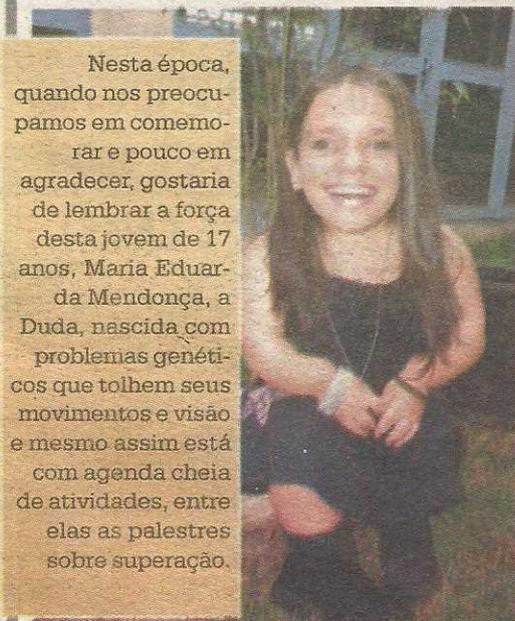 Nesta época,
quando nos preocu-
pamos em comemo-
rar e pouco em
agradecer, gostaria
de lembrar a força
desta jovem de 17
anos, Maria Eduar-
da Mendonça, a
Duda, nascida com
problemas genéti-
cos que tolhem seus
movimentos e visão
e mesmo assim está
com agenda cheia
de atividades, entre
elas as palestres
sobre superação.